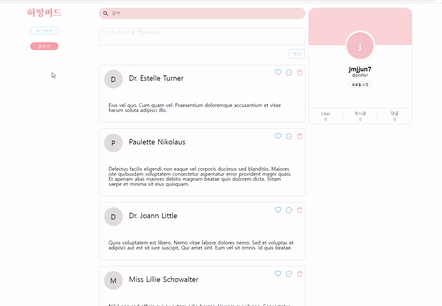 허밍버드
로그아웃
글쓰기
검색
게시
D
Dr. Estelle Turner
Eius vel quo. Cum quam vel. Praesentium doloremque accusantium et vitae
harum soluta adipisci illo.
P
Paulette Nikolaus
Delectus facilis eligendi non eaque vel corporis ducimus sed blanditiis. Maiores
iste quibusdam voluptatem consectetur aspernatur error provident magni quasi.
Et aperiam alias maiores debitis magnam beatae quis dolorem dicta. Totam
saepe et minima sit eius quisquam.
D
Dr. Joann Little
Quos voluptatem est libero. Nemo vitae labore dolores nemo. Sed et voluptas et
adipisci aut est sit iure suscipit. Qui amet sint. Eum vel sit omnis. Id quis beatae.
M
Miss Lillie Schowalter
j
jmjjun7
@profile1
프로필 수정
Likes
게시글
댓글
0
0
0